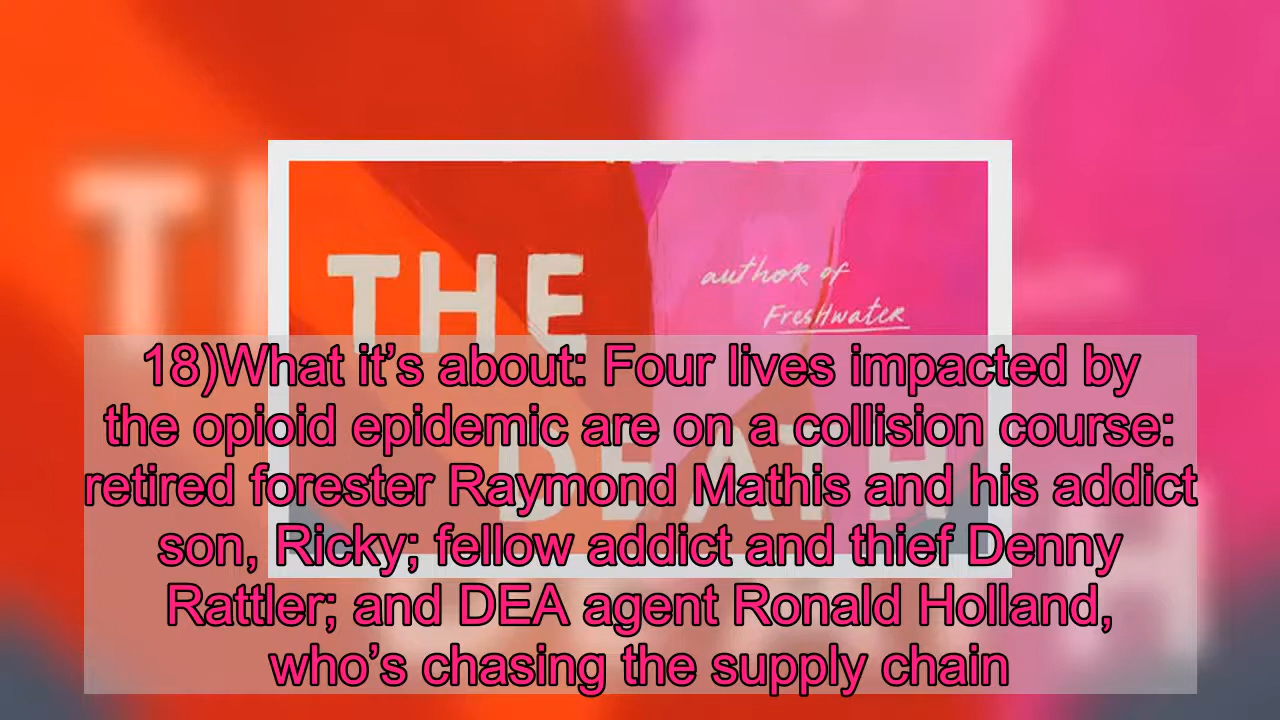 THE
author of
Freshwater
18)What it’s about: Four lives impacted by
the opioid epidemic are on a collision course:
retired forester Raymond Mathis and his addict
son, Ricky; fellow addict and thief Denny
Rattler; and DEA agent Ronald Holland,
who’s chasing the supply chain
DEATH